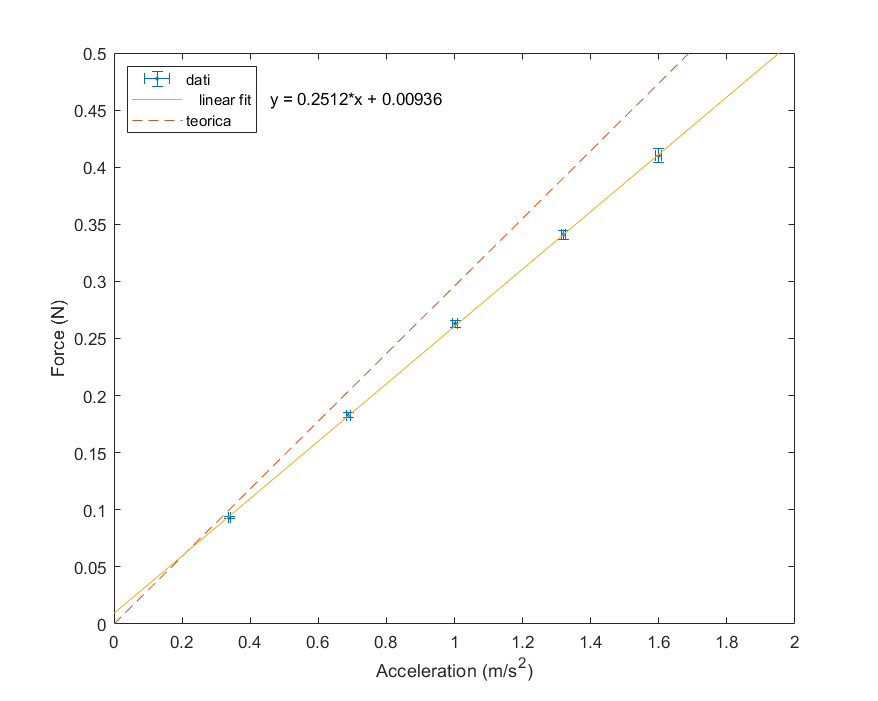 0.5
0.45
0.4
0.35
0.3
0.25
0.2
0.15
0.1
0.05
0
Force (N)
dati
linear fit
teorica
y = 0.2512*x + 0.00936
0 0.2 0.4 0.6 0.8 1 1.2 1.4 1.6 1.8 2
Acceleration (m/s²)